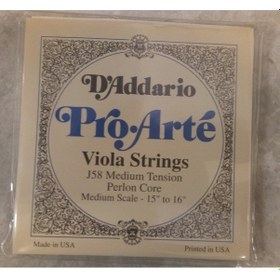 D'Addario
Pro·Arté
Viola Strings
J58 Medium Tension
Perlon Core
Medium Scale - 15" to 16"
Made in USA
Printed in USA